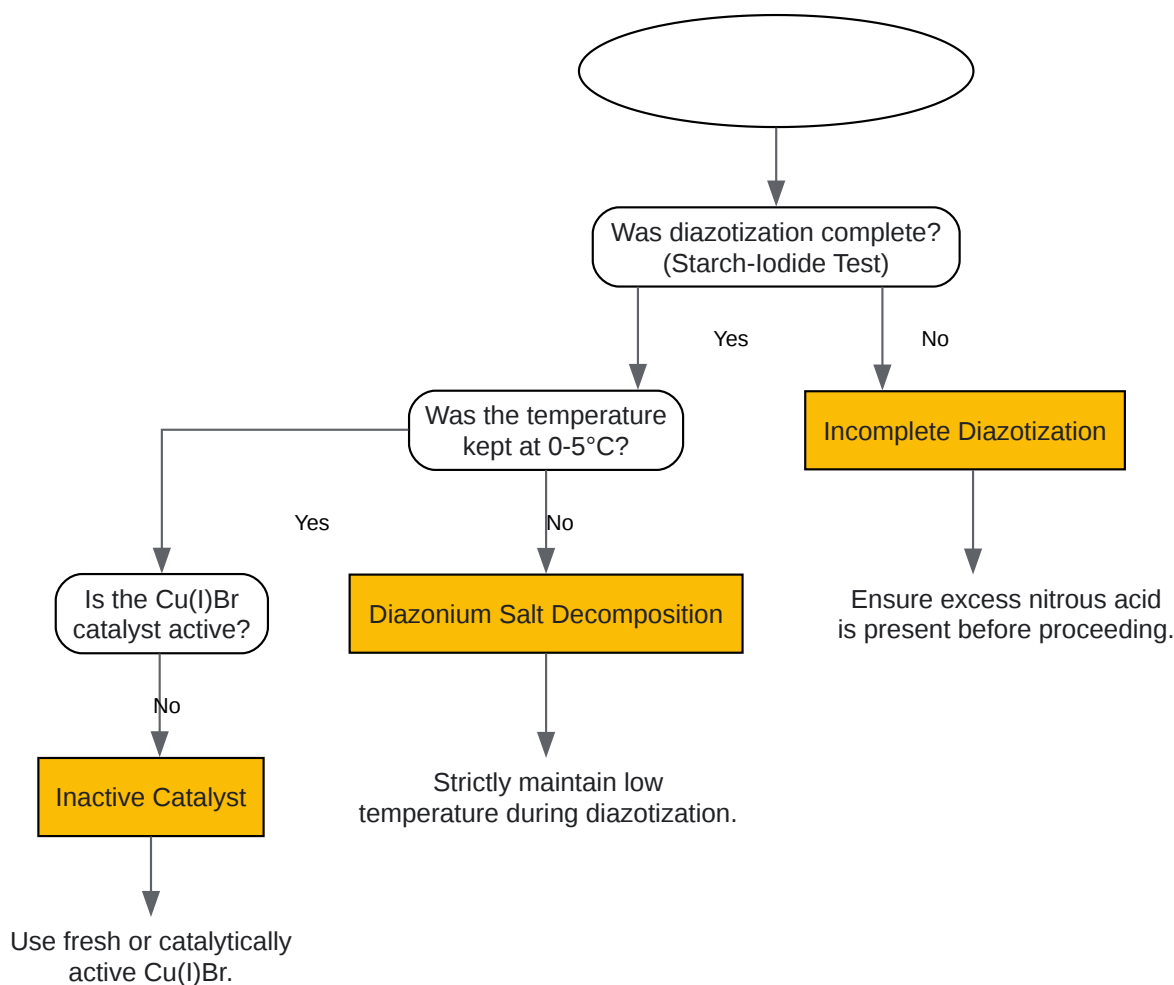 Was diazotization complete?
(Starch-Iodide Test)
Yes
No
Was the temperature
kept at 0-5°C?
Incomplete Diazotization
Yes
No
Is the Cu(I)Br
catalyst active?
Diazonium Salt Decomposition
Ensure excess nitrous acid
is present before proceeding.
No
Inactive Catalyst
Strictly maintain low
temperature during diazotization.
Use fresh or catalytically
active Cu(I)Br.